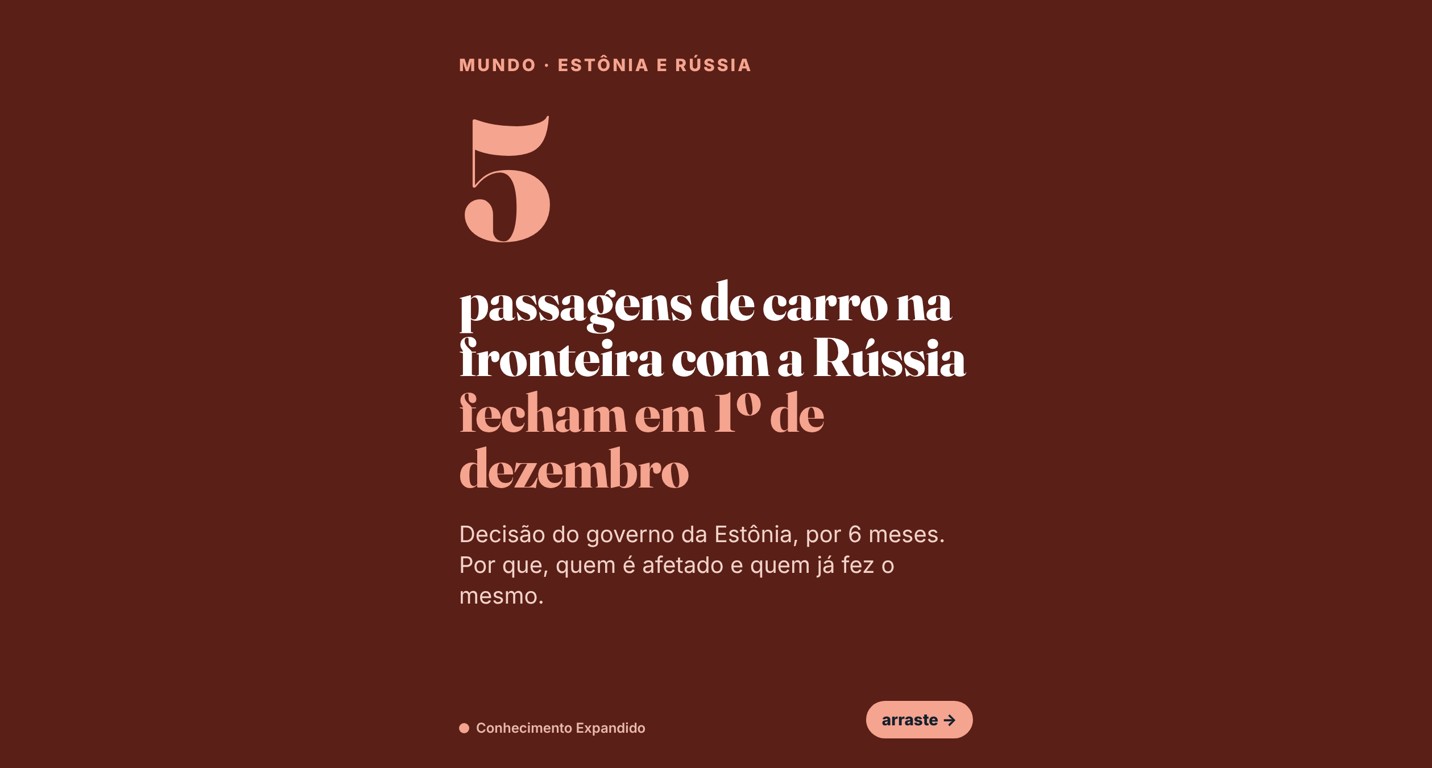 MUNDO · ESTÔNIA E RÚSSIA
5
passagens de carro na
fronteira com a Rússia
fecham em 1º de
dezembro
Decisão do governo da Estônia, por 6 meses.
Por que, quem é afetado e quem já fez o
mesmo.
Conhecimento Expandido
arraste →